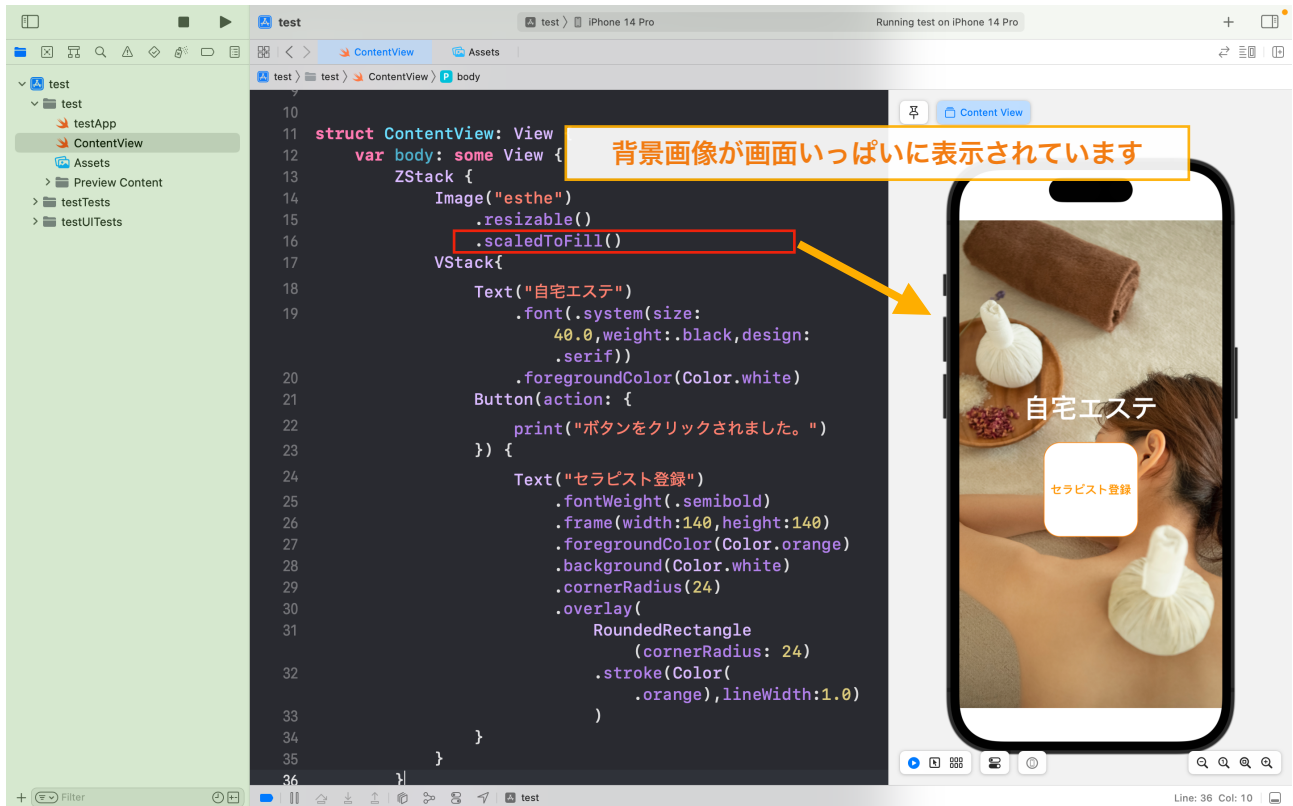 test
test
iPhone 14 Pro
Running test on iPhone 14 Pro
ContentView
Assets
test
test
ContentView
P
body
test
test
testApp
ContentView
Assets
Preview Content
testTests
testUITests
Filter
9
10
11 struct ContentView: View
12 var body: some View {
13 ZStack {
14 Image("esthe")
15 .resizable()
16 .scaledToFill()
17 VStack{
18 Text("自宅エステ")
19 .font(.system(size:
40.0,weight:.black,design:
.serif))
20 .foregroundColor(Color.white)
21 Button(action: {
22 print("ボタンをクリックされました。")
23 }) {
24 Text("セラピスト登録")
25 .fontWeight(.semibold)
26 .frame(width:140,height:140)
27 .foregroundColor(Color.orange)
28 .background(Color.white)
29 .cornerRadius(24)
30 .overlay(
31 RoundedRectangle
(cornerRadius: 24)
32 .stroke(Color(
.orange),lineWidth:1.0)
33 )
34 }
35 }
36 }
Content View
背景画像が画面いっぱいに表示されています
自宅エステ
セラピスト登録
test
Line: 36 Col: 10